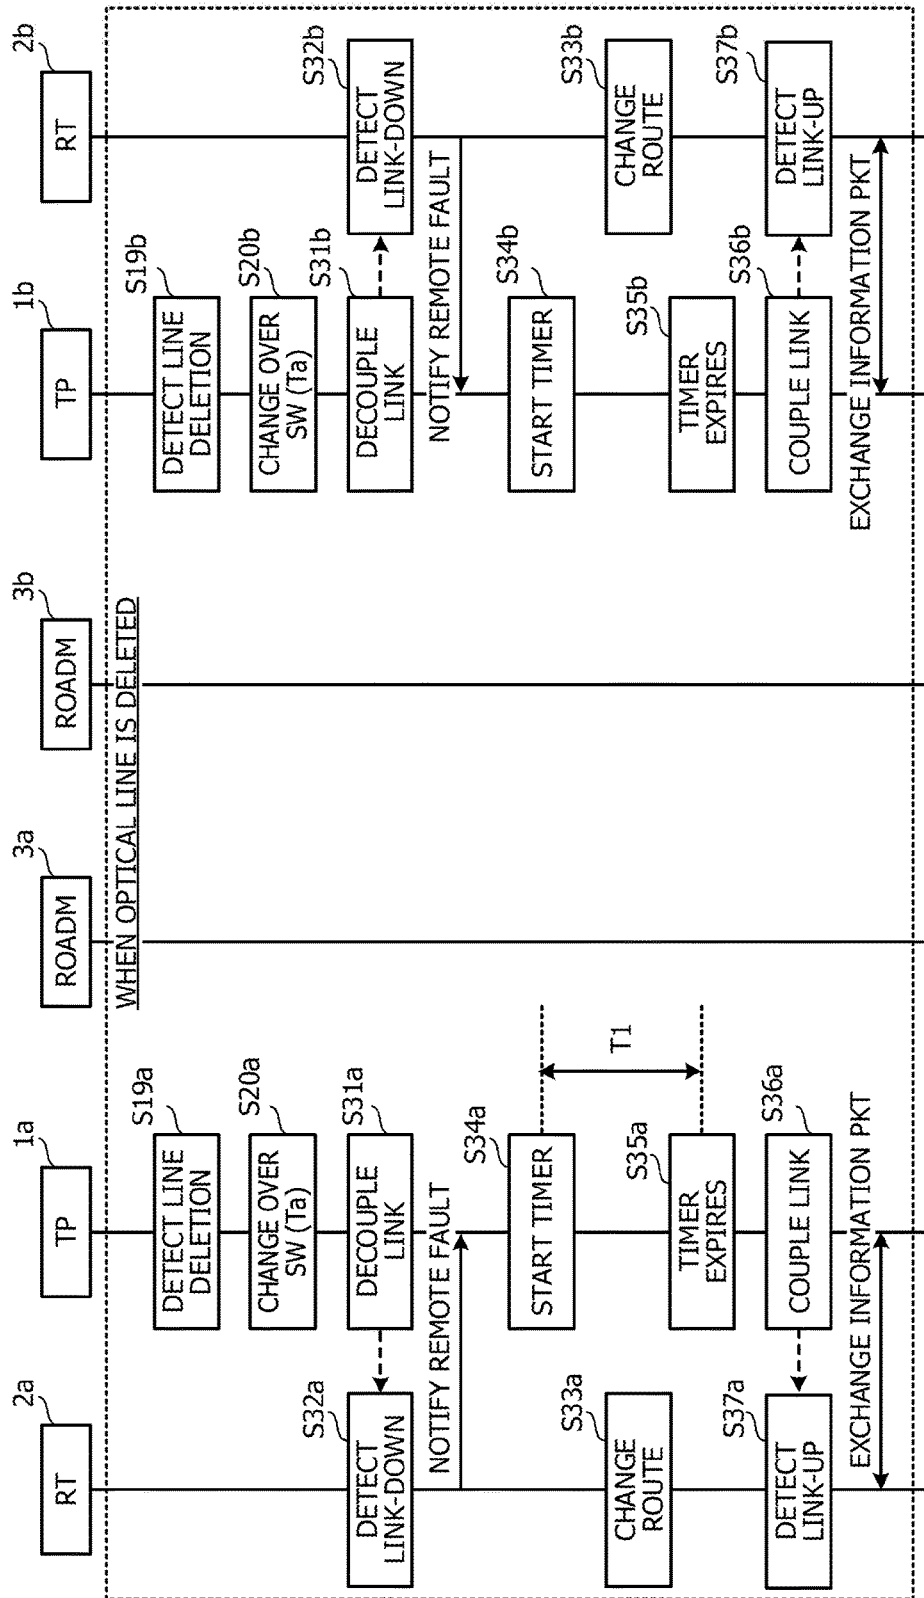 2a
1a
3a
3b
1b
2b
RT
TP
ROADM
ROADM
TP
RT
WHEN OPTICAL LINE IS DELETED
S19a
S19b
DETECT LINE
DELETION
DETECT LINE
DELETION
S20a
S20b
CHANGE OVER
SW (Ta)
CHANGE OVER
SW (Ta)
S32a
S31a
S31b
S32b
DETECT
LINK-DOWN
DECOUPLE
LINK
DECOUPLE
LINK
DETECT
LINK-DOWN
NOTIFY REMOTE FAULT
NOTIFY REMOTE FAULT
S34a
S34b
START TIMER
START TIMER
S33a
S33b
CHANGE
ROUTE
T1
CHANGE
ROUTE
S35a
S35b
TIMER
EXPIRES
TIMER
EXPIRES
S37a
S36a
S36b
S37b
DETECT
LINK-UP
COUPLE LINK
COUPLE LINK
DETECT
LINK-UP
EXCHANGE INFORMATION PKT
EXCHANGE INFORMATION PKT